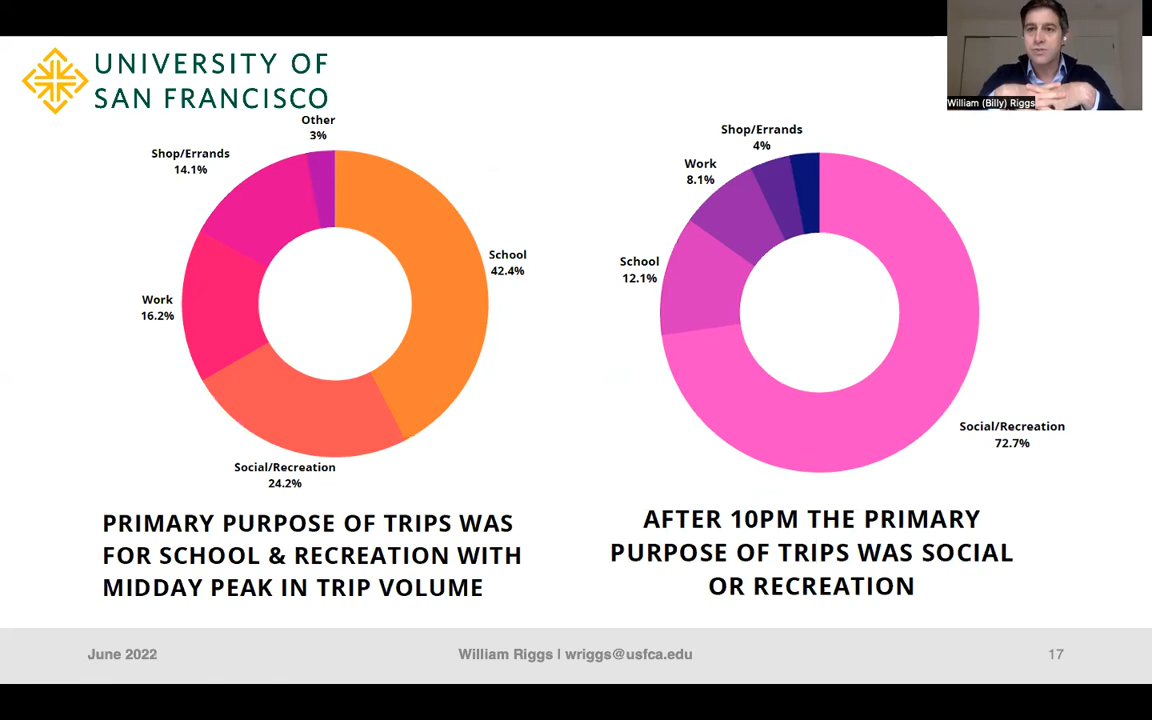 UNIVERSITY OF
SAN FRANCISCO
William (Billy) Riggs
Other
3%
Shop/Errands
14.1%
School
42.4%
Work
16.2%
Social/Recreation
24.2%
Shop/Errands
4%
Work
8.1%
School
12.1%
Social/Recreation
72.7%
PRIMARY PURPOSE OF TRIPS WAS
FOR SCHOOL & RECREATION WITH
MIDDAY PEAK IN TRIP VOLUME
AFTER 10PM THE PRIMARY
PURPOSE OF TRIPS WAS SOCIAL
OR RECREATION
June 2022
William Riggs | wriggs@usfca.edu
17